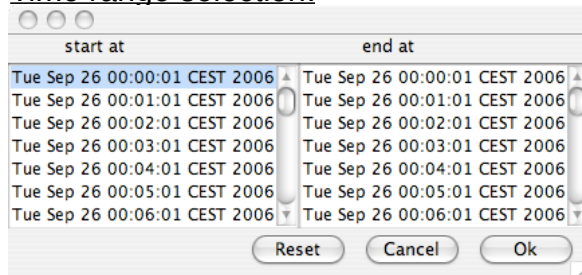 Time range selection:
start at end at
Tue Sep 26 00:00:01 CEST 2006 Tue Sep 26 00:00:01 CEST 2006
Tue Sep 26 00:01:01 CEST 2006 Tue Sep 26 00:01:01 CEST 2006
Tue Sep 26 00:02:01 CEST 2006 Tue Sep 26 00:02:01 CEST 2006
Tue Sep 26 00:03:01 CEST 2006 Tue Sep 26 00:03:01 CEST 2006
Tue Sep 26 00:04:01 CEST 2006 Tue Sep 26 00:04:01 CEST 2006
Tue Sep 26 00:05:01 CEST 2006 Tue Sep 26 00:05:01 CEST 2006
Tue Sep 26 00:06:01 CEST 2006 Tue Sep 26 00:06:01 CEST 2006
Reset Cancel Ok